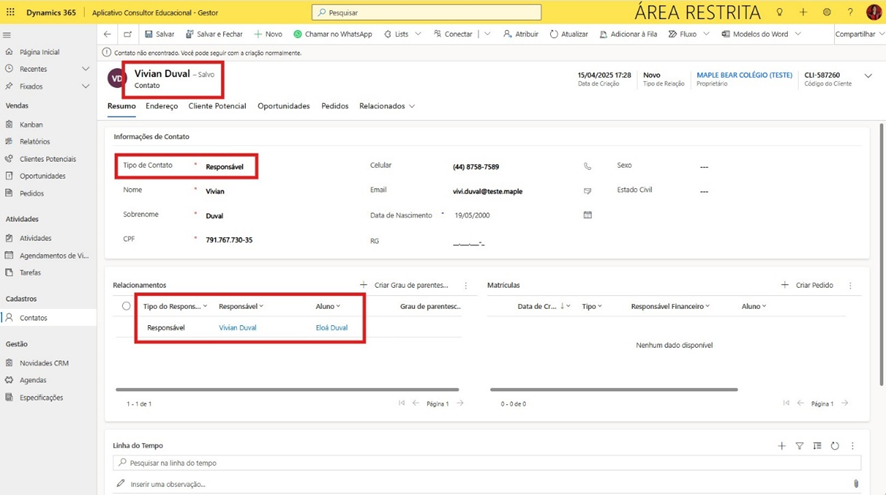 Dynamics 365 Aplicativo Consultor Educacional - Gestor Pesquisar ÁREA RESTRITA
Salvar Salvar e Fechar Novo Chamar no WhatsApp Lists Conectar Atribuir Atualizar Adicionar à Fila Fluxo Modelos do Word Compartilhar
Contato não encontrado. Você pode seguir com a criação normalmente.
Página Inicial
Recentes
Fixados
Vendas
Kanban
Relatórios
Clientes Potenciais
Oportunidades
Pedidos
Atividades
Atividades
Agendamentos de Vi...
Tarefas
Cadastros
Contatos
Gestão
Novidades CRM
Agendas
Especificações
VD
Vivian Duval - Salvo
Contato
15/04/2025 17:28
Data de Criação
Novo
Tipo de Relação
MAPLE BEAR COLÉGIO (TESTE)
Proprietário
CLI-587260
Código do Cliente
Resumo Endereço Cliente Potencial Oportunidades Pedidos Relacionados
Informações de Contato
Tipo de Contato * Responsável
Nome * Vivian
Sobrenome * Duval
CPF * 791.767.730-35
Celular (44) 8758-7589
Email vivi.duval@teste.maple
Data de Nascimento * 19/05/2000
RG __.___.__-_
Sexo ---
Estado Civil ---
Relacionamentos Criar Grau de parentes...
Tipo do Respons... Responsável Aluno Grau de parentesc...
Responsável Vivian Duval Eloá Duval
1 - 1 de 1 Página 1
Matriculas Criar Pedido
Data de Cr... Tipo Responsável Financeiro Aluno
Nenhum dado disponível
0 - 0 de 0 Página 1
Linha do Tempo
Pesquisar na linha do tempo
Inserir uma observação...